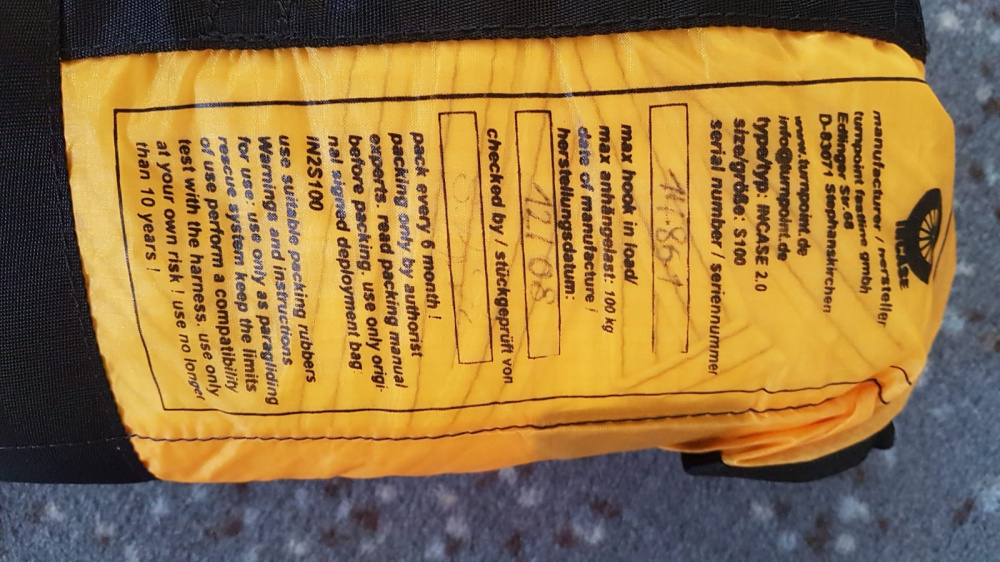 INCASE
manufacturer / hersteller
turnpoint faszine gmbh
Edlinger Str.68
D-83071 Stephanskirchen
www.turnpoint.de
info@turnpoint.de
type/typ: INCASE 2.0
size/größe: S100
serial number / seriennummer
max hook in load/
max anhängelast: 100 kg
date of manufacture /
herstellungsdatum:
12/08
checked by / stückgeprüft von
pack every 6 month !
packing only by authorist
experts. read packing manual
before packing. use only origi-
nal signed deployment bag
IN2S100
use suitable packing rubbers
Warnings and instructions
for use: use only as paragliding
rescue system. keep the limits
of use perform a compatibility
test with the harness. use only
at your own risk ! use no longer
than 10 years !